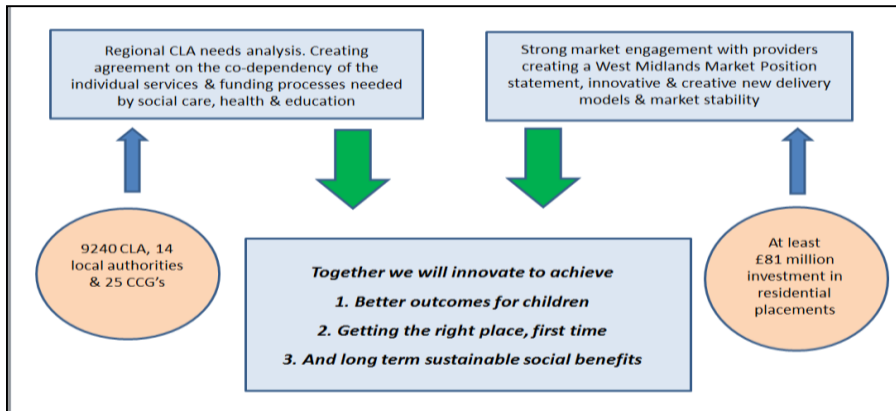 Regional CLA needs analysis. Creating
agreement on the co-dependency of the
individual services & funding processes needed
by social care, health & education
Strong market engagement with providers
creating a West Midlands Market Position
statement, innovative & creative new delivery
models & market stability
9240 CLA, 14
local authorities
& 25 CCG's
Together we will innovate to achieve
1. Better outcomes for children
2. Getting the right place, first time
3. And long term sustainable social benefits
At least
£81 million
investment in
residential
placements